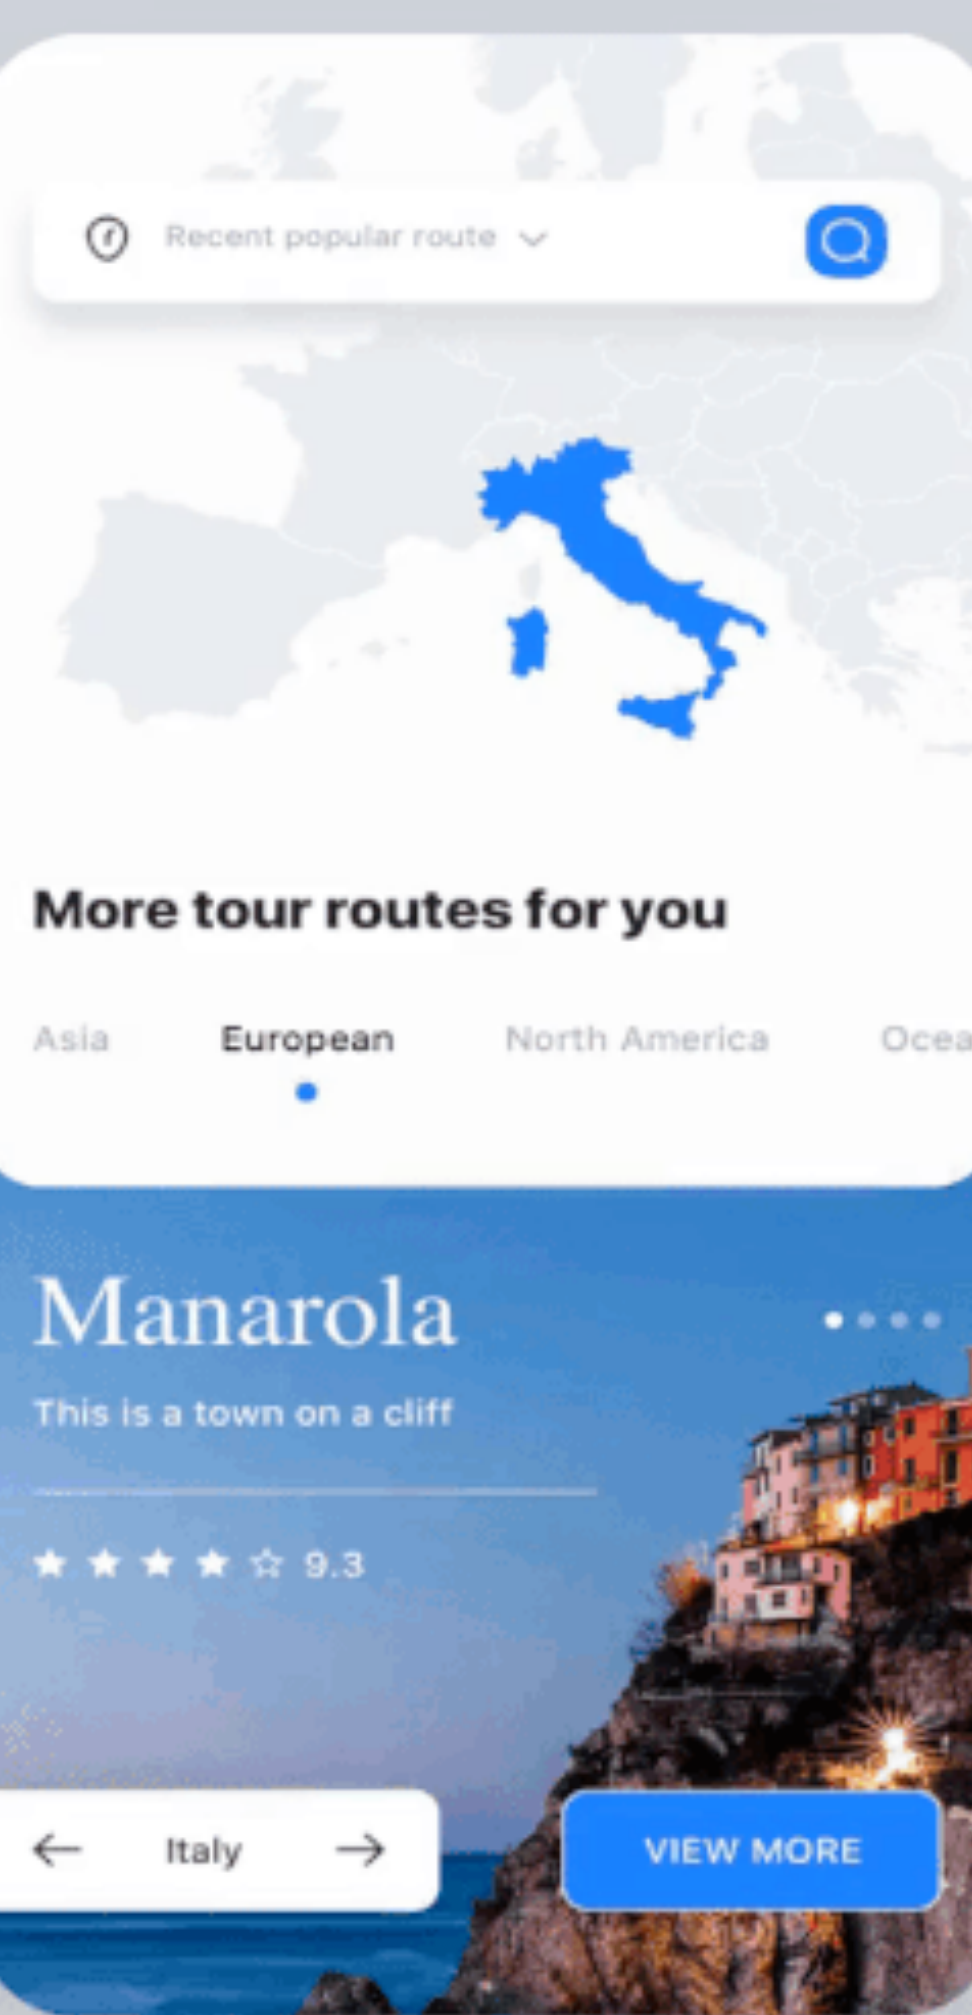 Recent popular route
More tour routes for you
Asia European North America Ocea
Manarola
This is a town on a cliff
9.3
Italy
VIEW MORE